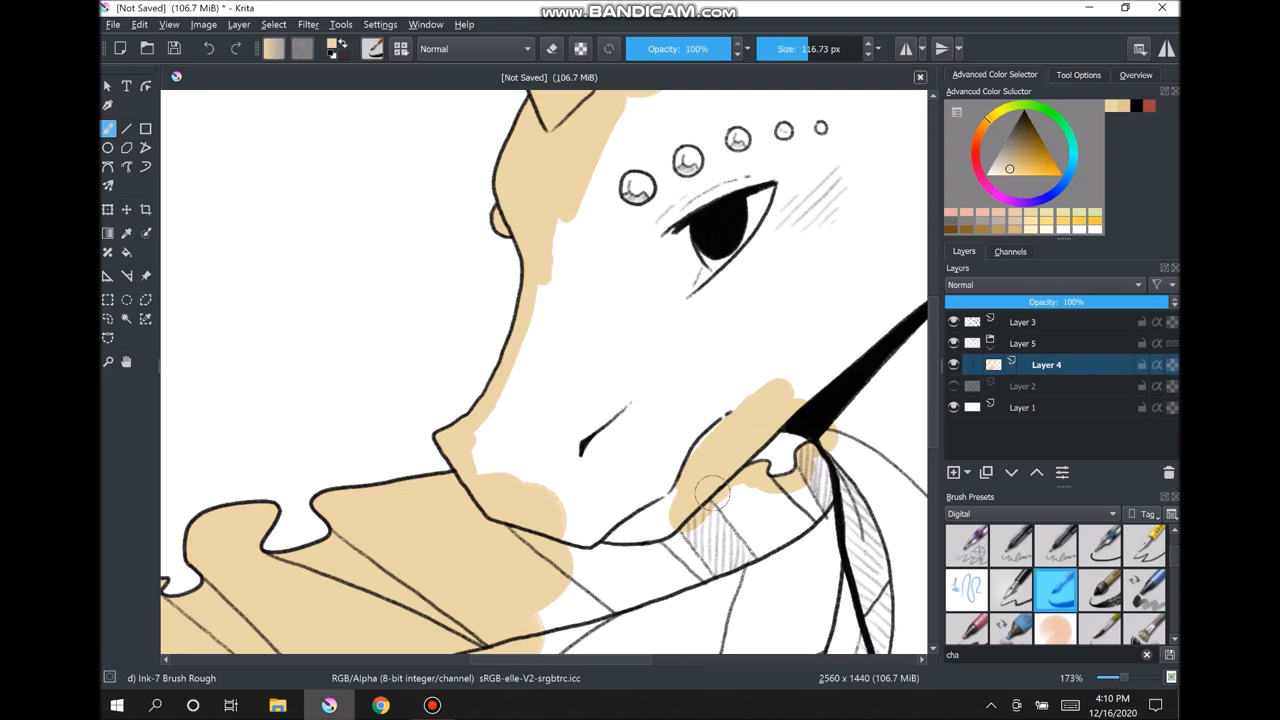 [Not Saved] (106.7 MiB) * - Krita
www.BANDICAM.com
File Edit View Image Layer Select Filter Tools Settings Window Help
Normal
Opacity: 100%
Size: 116.73 px
[Not Saved] (106.7 MiB)
Advanced Color Selector Tool Options Overview
Advanced Color Selector
Layers Channels
Layers
Normal
Opacity: 100%
Layer 3
Layer 5
Layer 4
Layer 2
Layer 1
Brush Presets
Digital
Tag
cha
d) Ink-7 Brush Rough
RGB/Alpha (8-bit integer/channel) sRGB-elle-V2-srgbtrc.icc
2560 x 1440 (106.7 MiB)
173%
4:10 PM
12/16/2020